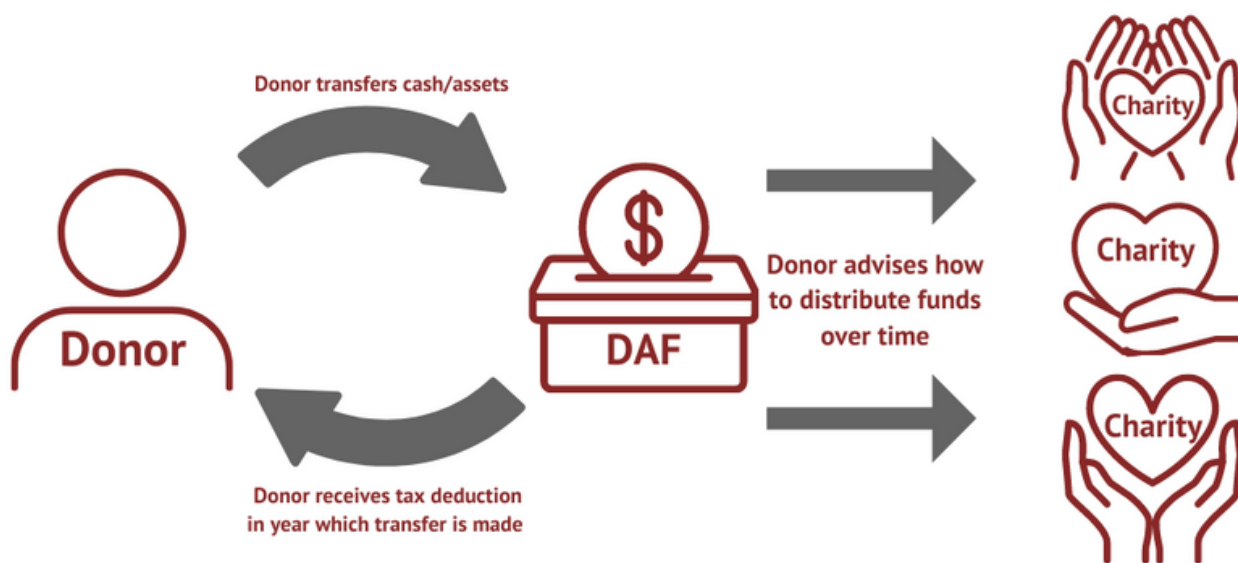 Donor transfers cash/assets
Donor
DAF
Donor receives tax deduction
in year which transfer is made
Donor advises how
to distribute funds
over time
Charity
Charity
Charity